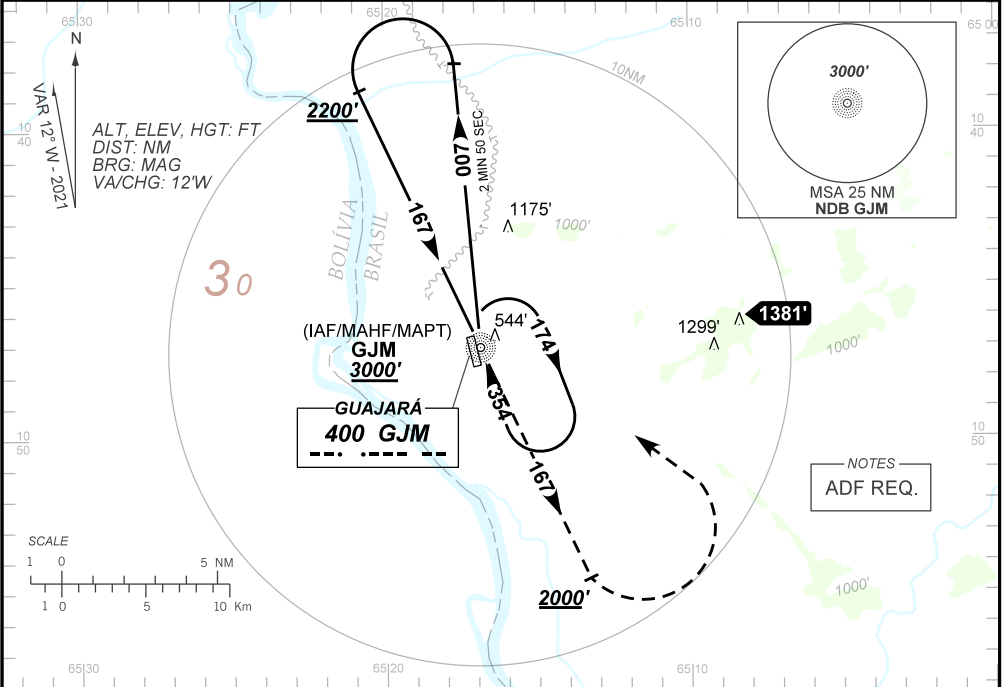 65|30
65|20
65|10
65 00
N
VAR 12° W - 2021
ALT, ELEV, HGT: FT
DIST: NM
BRG: MAG
VA/CHG: 12'W
10
40
2200'
10NM
007
2 MIN 50 SEC
167
3000'
MSA 25 NM
NDB GJM
10
40
BOLÍVIA
BRASIL
1175'
1000'
30
(IAF/MAHF/MAPT)
GJM
3000'
544'
174
1299'
1381'
1000'
GUAJARÁ
400 GJM
354
167
10
50
10
50
NOTES
ADF REQ.
SCALE
1 0 5 NM
1 0 5 10 Km
2000'
1000'
65|30
65|20
65|10